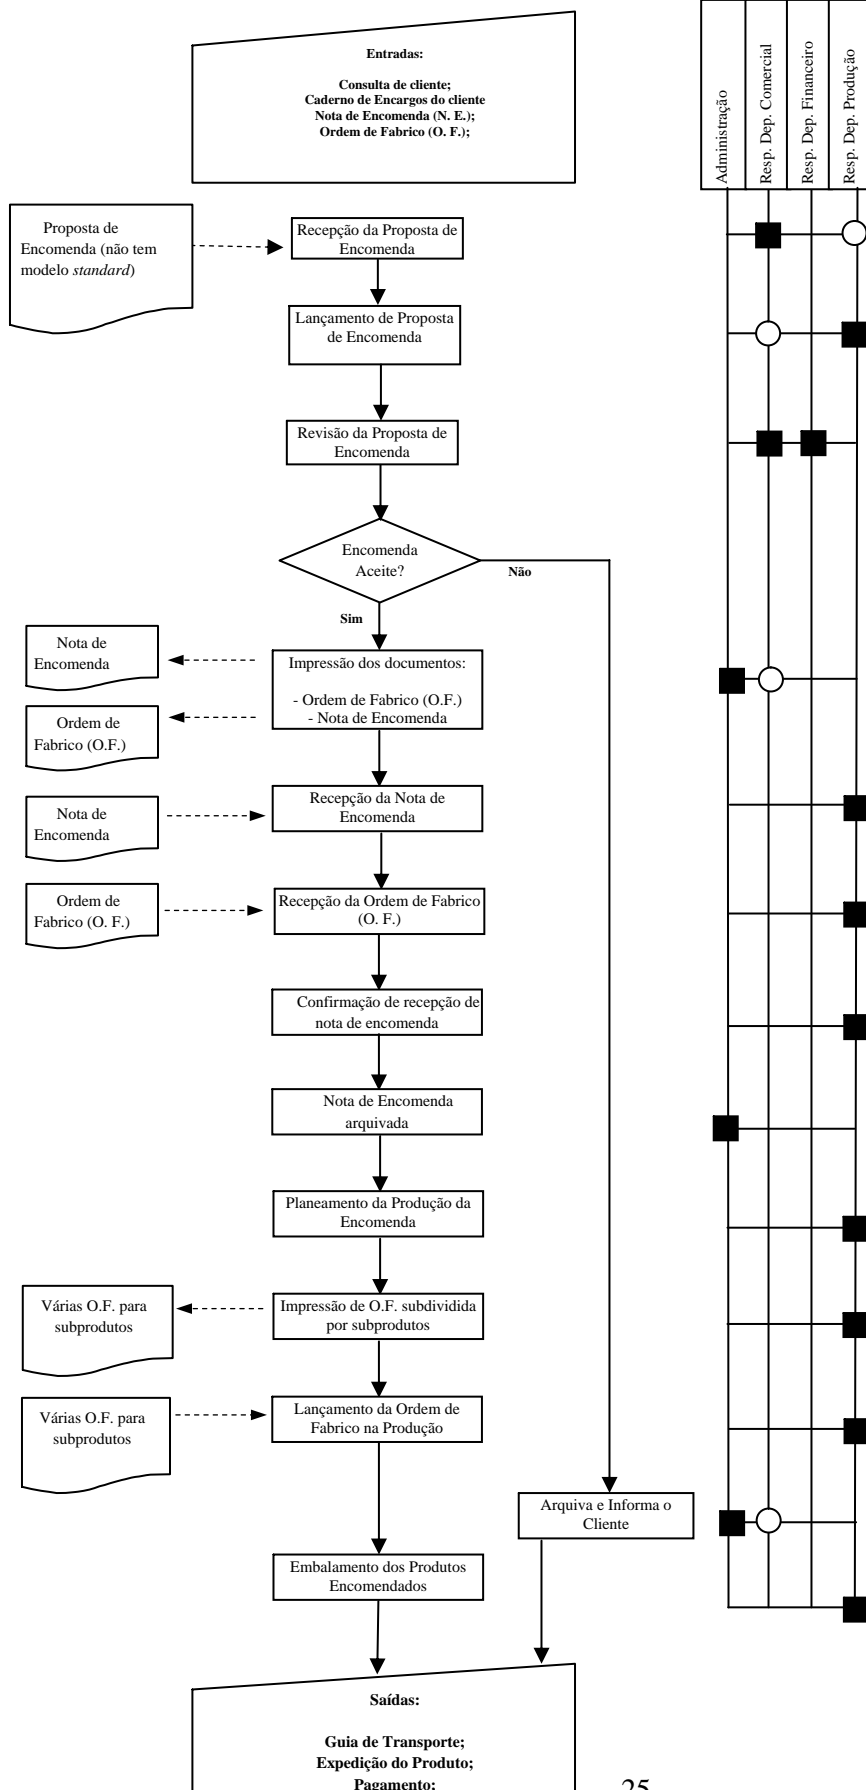 Entradas:
Consulta de cliente;
Caderno de Encargos do cliente
Nota de Encomenda (N. E.);
Ordem de Fabrico (O. F.);
Administração
Resp. Dep. Comercial
Resp. Dep. Financeiro
Resp. Dep. Produção
Proposta de
Encomenda (não tem
modelo standard)
Recepção da Proposta de
Encomenda
Lançamento de Proposta
de Encomenda
Revisão da Proposta de
Encomenda
Encomenda
Aceite?
Não
Sim
Nota de
Encomenda
Impressão dos documentos:
- Ordem de Fabrico (O.F.)
- Nota de Encomenda
Ordem de
Fabrico (O.F.)
Nota de
Encomenda
Recepção da Nota de
Encomenda
Ordem de
Fabrico (O. F.)
Recepção da Ordem de Fabrico
(O. F.)
Confirmação de recepção de
nota de encomenda
Nota de Encomenda
arquivada
Planeamento da Produção da
Encomenda
Várias O.F. para
subprodutos
Impressão de O.F. subdividida
por subprodutos
Várias O.F. para
subprodutos
Lançamento da Ordem de
Fabrico na Produção
Arquiva e Informa o
Cliente
Embalamento dos Produtos
Encomendados
Saídas:
Guia de Transporte;
Expedição do Produto;
Pagamento;
25